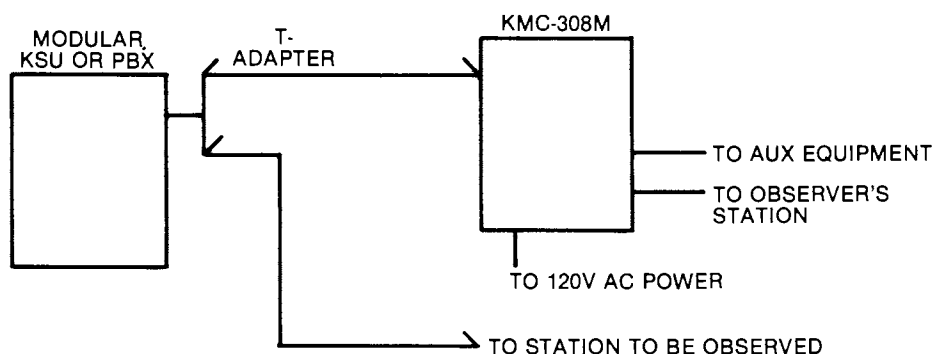 MODULAR
KSU OR PBX
T-
ADAPTER
KMC-308M
TO AUX EQUIPMENT
TO OBSERVER'S
STATION
TO 120V AC POWER
TO STATION TO BE OBSERVED